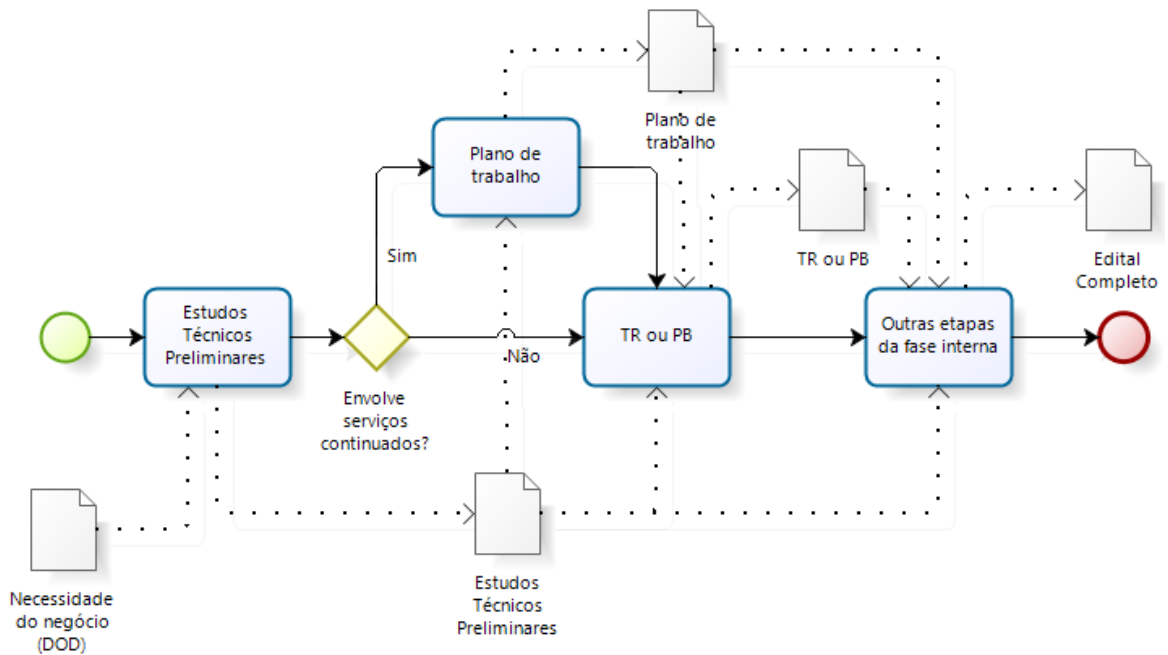 Plano de
trabalho
Plano de
trabalho
TR ou PB
Edital
Completo
Sim
Estudos
Técnicos
Preliminares
Não
TR ou PB
Outras etapas
da fase interna
Envolve
serviços
continuados?
Necessidade
do negócio
(DOD)
Estudos
Técnicos
Preliminares